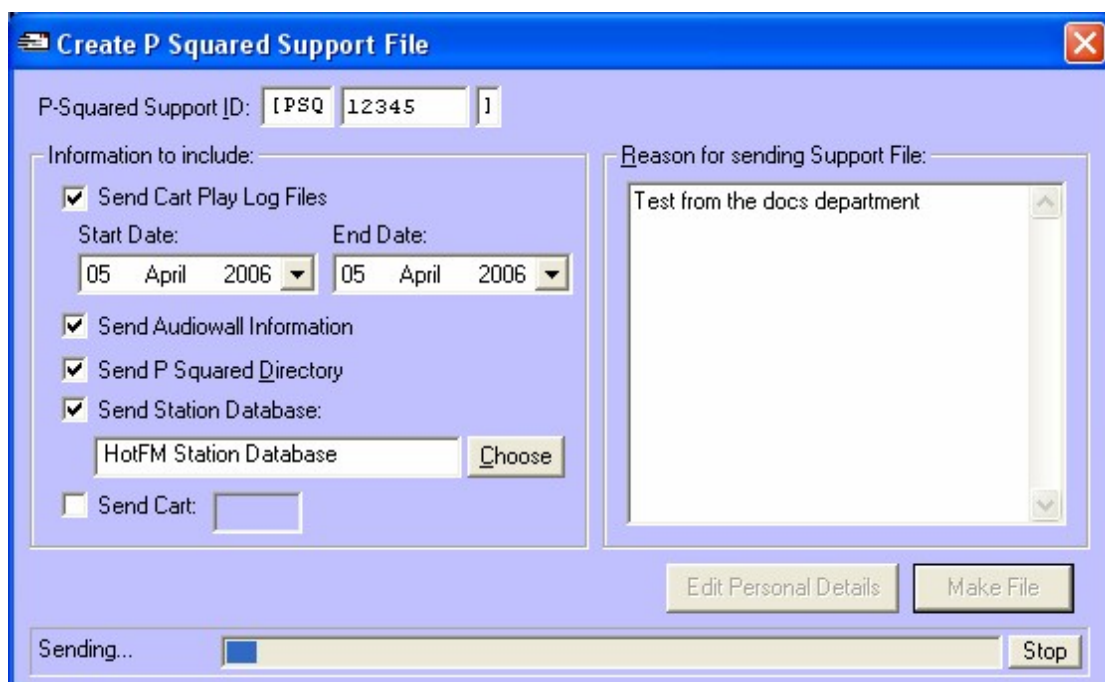 Create P Squared Support File
P-Squared Support ID: [PSQ 12345 ]
Information to include:
Send Cart Play Log Files
Start Date: End Date:
05 April 2006 05 April 2006
Send Audiowall Information
Send P Squared Directory
Send Station Database:
HotFM Station Database Choose
Send Cart:
Reason for sending Support File:
Test from the docs department
Edit Personal Details Make File
Sending... Stop